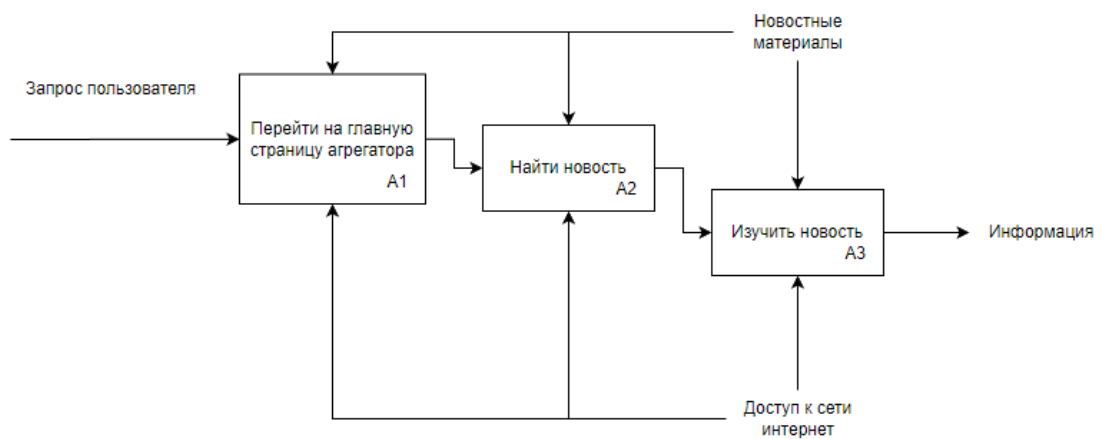 Новостные
материалы
Запрос пользователя
Перейти на главную
страницу агрегатора
A1
Найти новость
A2
Изучить новость
A3
Информация
Доступ к сети
интернет